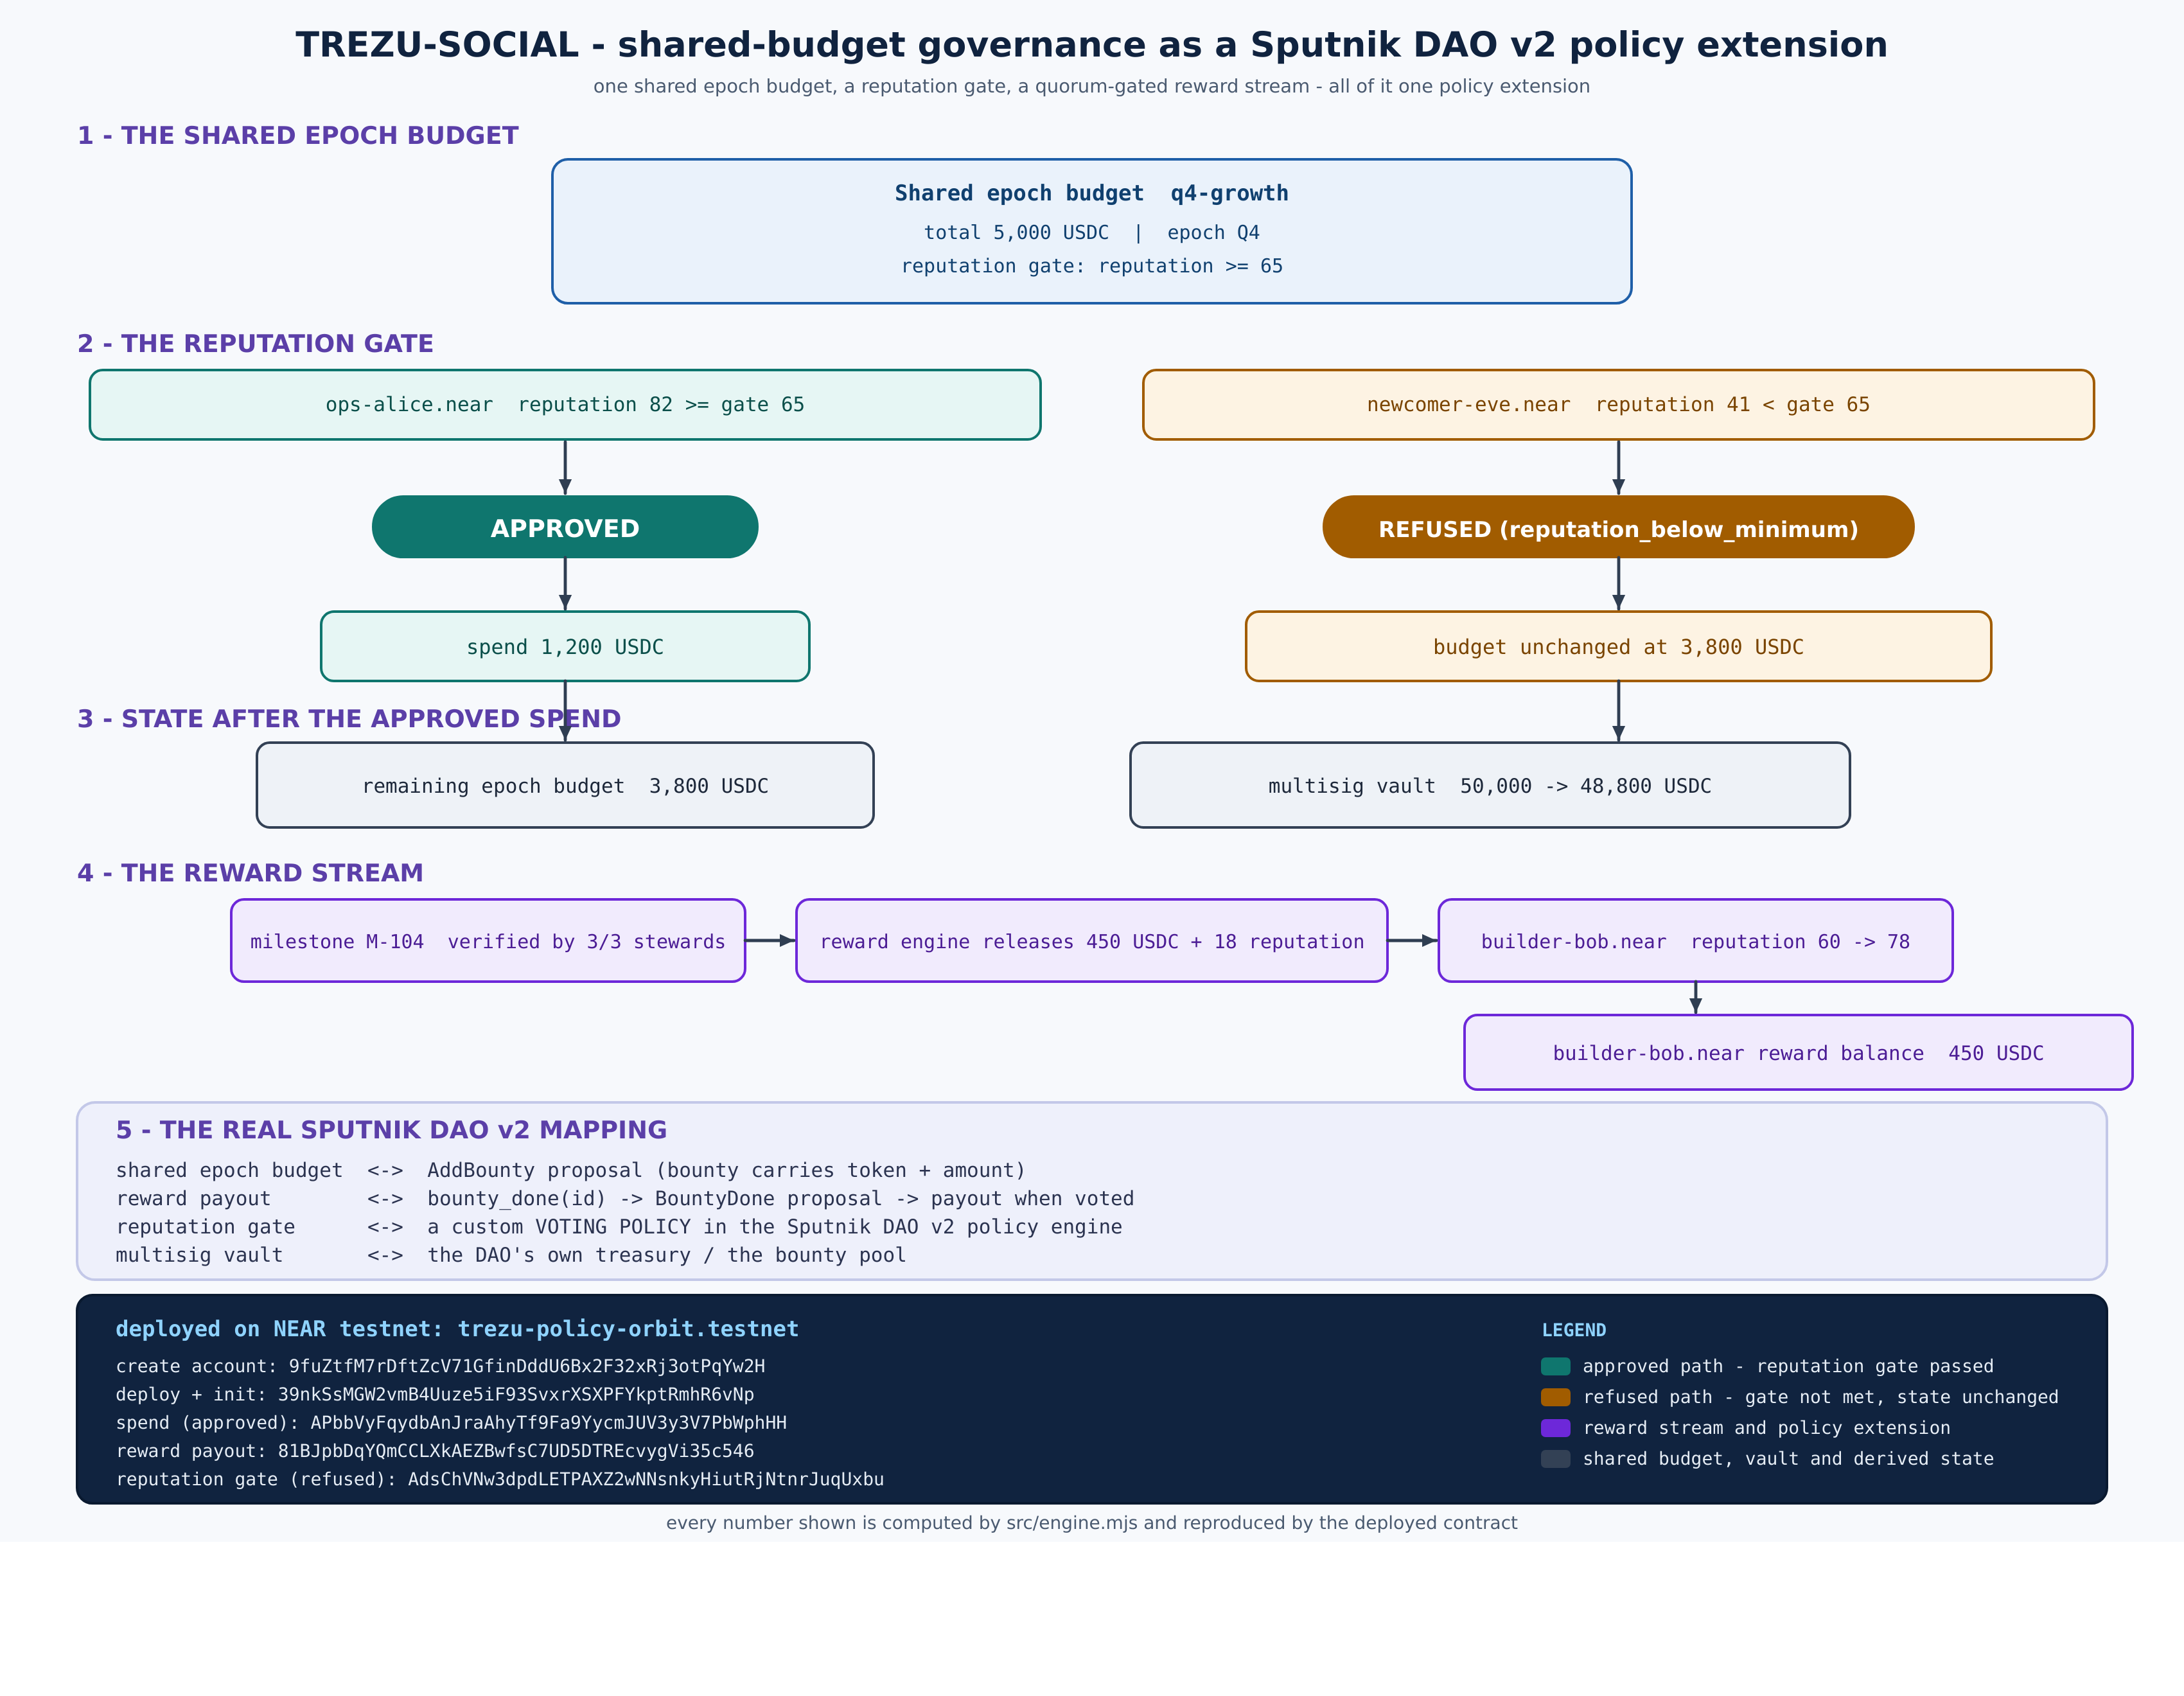 TREZU-SOCIAL - shared-budget governance as a Sputnik DAO v2 policy extension
one shared epoch budget, a reputation gate, a quorum-gated reward stream - all of it one policy extension
1 - THE SHARED EPOCH BUDGET
Shared epoch budget  q4-growth
total 5,000 USDC  |  epoch Q4
reputation gate: reputation >= 65
2 - THE REPUTATION GATE
ops-alice.near  reputation 82 >= gate 65
newcomer-eve.near  reputation 41 < gate 65
APPROVED
REFUSED (reputation_below_minimum)
spend 1,200 USDC
budget unchanged at 3,800 USDC
3 - STATE AFTER THE APPROVED SPEND
remaining epoch budget  3,800 USDC
multisig vault  50,000 -> 48,800 USDC
4 - THE REWARD STREAM
milestone M-104  verified by 3/3 stewards
reward engine releases 450 USDC + 18 reputation
builder-bob.near  reputation 60 -> 78
builder-bob.near reward balance  450 USDC
5 - THE REAL SPUTNIK DAO v2 MAPPING
shared epoch budget  <->  AddBounty proposal (bounty carries token + amount)
reward payout  <->  bounty_done(id) -> BountyDone proposal -> payout when voted
reputation gate  <->  a custom VOTING POLICY in the Sputnik DAO v2 policy engine
multisig vault  <->  the DAO's own treasury / the bounty pool
deployed on NEAR testnet: trezu-policy-orbit.testnet
create account: 9fuZtfM7rDftZcV71GfinDddU6Bx2F32xRj3otPqYw2H
deploy + init: 39nkSsMGW2vmB4Uuze5iF93SvxrXSXPFYkptRmhR6vNp
spend (approved): APbbVyFqydbAnJraAhyTf9Fa9YycmJUV3y3V7PbWphHH
reward payout: 81BJpbDqYQmCCLXkAEZBwfsC7UD5DTREcvygVi35c546
reputation gate (refused): AdsChVNw3dpdLETPAXZ2wNNsnkyHiutRjNtnrJuqUxbu
LEGEND
approved path - reputation gate passed
refused path - gate not met, state unchanged
reward stream and policy extension
shared budget, vault and derived state
every number shown is computed by src/engine.mjs and reproduced by the deployed contract